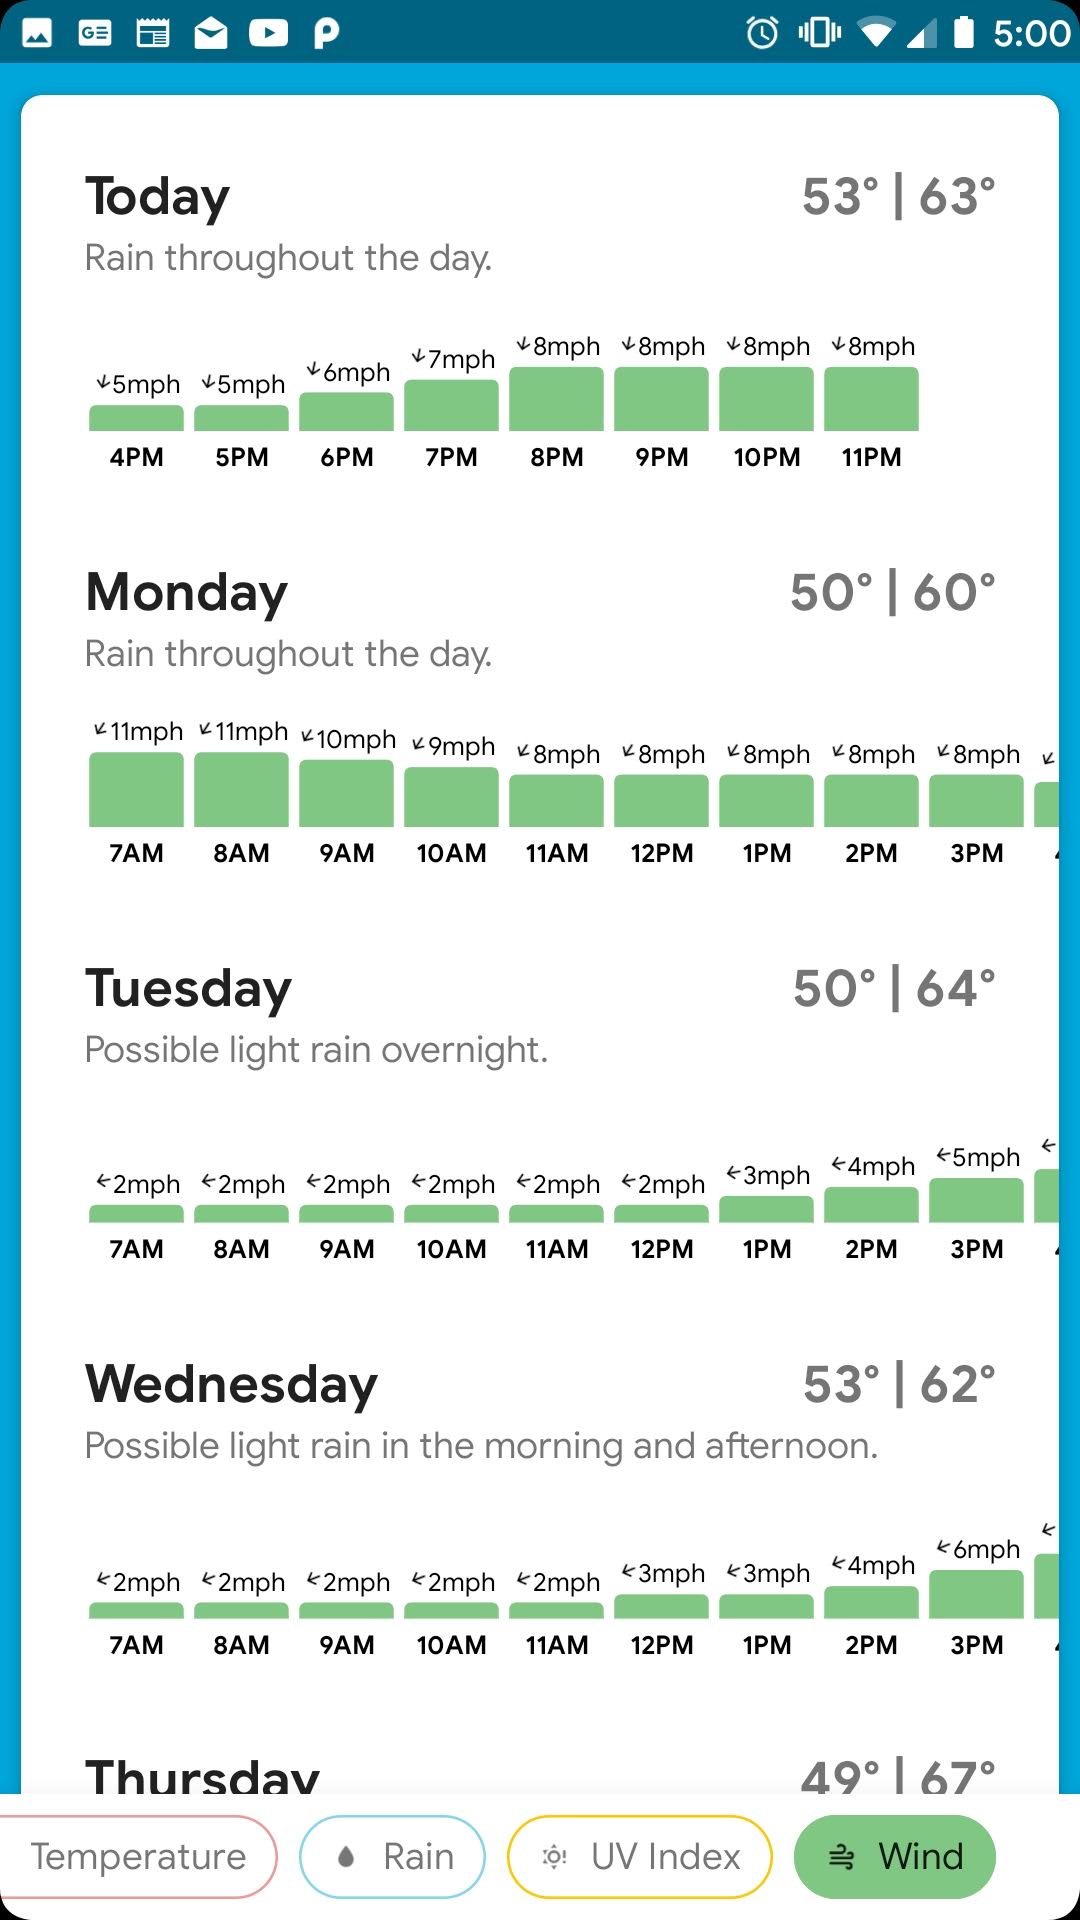 5:00
Today 53° | 63°
Rain throughout the day.
5mph 5mph 6mph 7mph 8mph 8mph 8mph 8mph
4PM 5PM 6PM 7PM 8PM 9PM 10PM 11PM
Monday 50° | 60°
Rain throughout the day.
11mph 11mph 10mph 9mph 8mph 8mph 8mph 8mph 8mph
7AM 8AM 9AM 10AM 11AM 12PM 1PM 2PM 3PM
Tuesday 50° | 64°
Possible light rain overnight.
2mph 2mph 2mph 2mph 2mph 2mph 3mph 4mph 5mph
7AM 8AM 9AM 10AM 11AM 12PM 1PM 2PM 3PM
Wednesday 53° | 62°
Possible light rain in the morning and afternoon.
2mph 2mph 2mph 2mph 2mph 3mph 3mph 4mph 6mph
7AM 8AM 9AM 10AM 11AM 12PM 1PM 2PM 3PM
Thursday 49° | 67°
Temperature Rain UV Index Wind